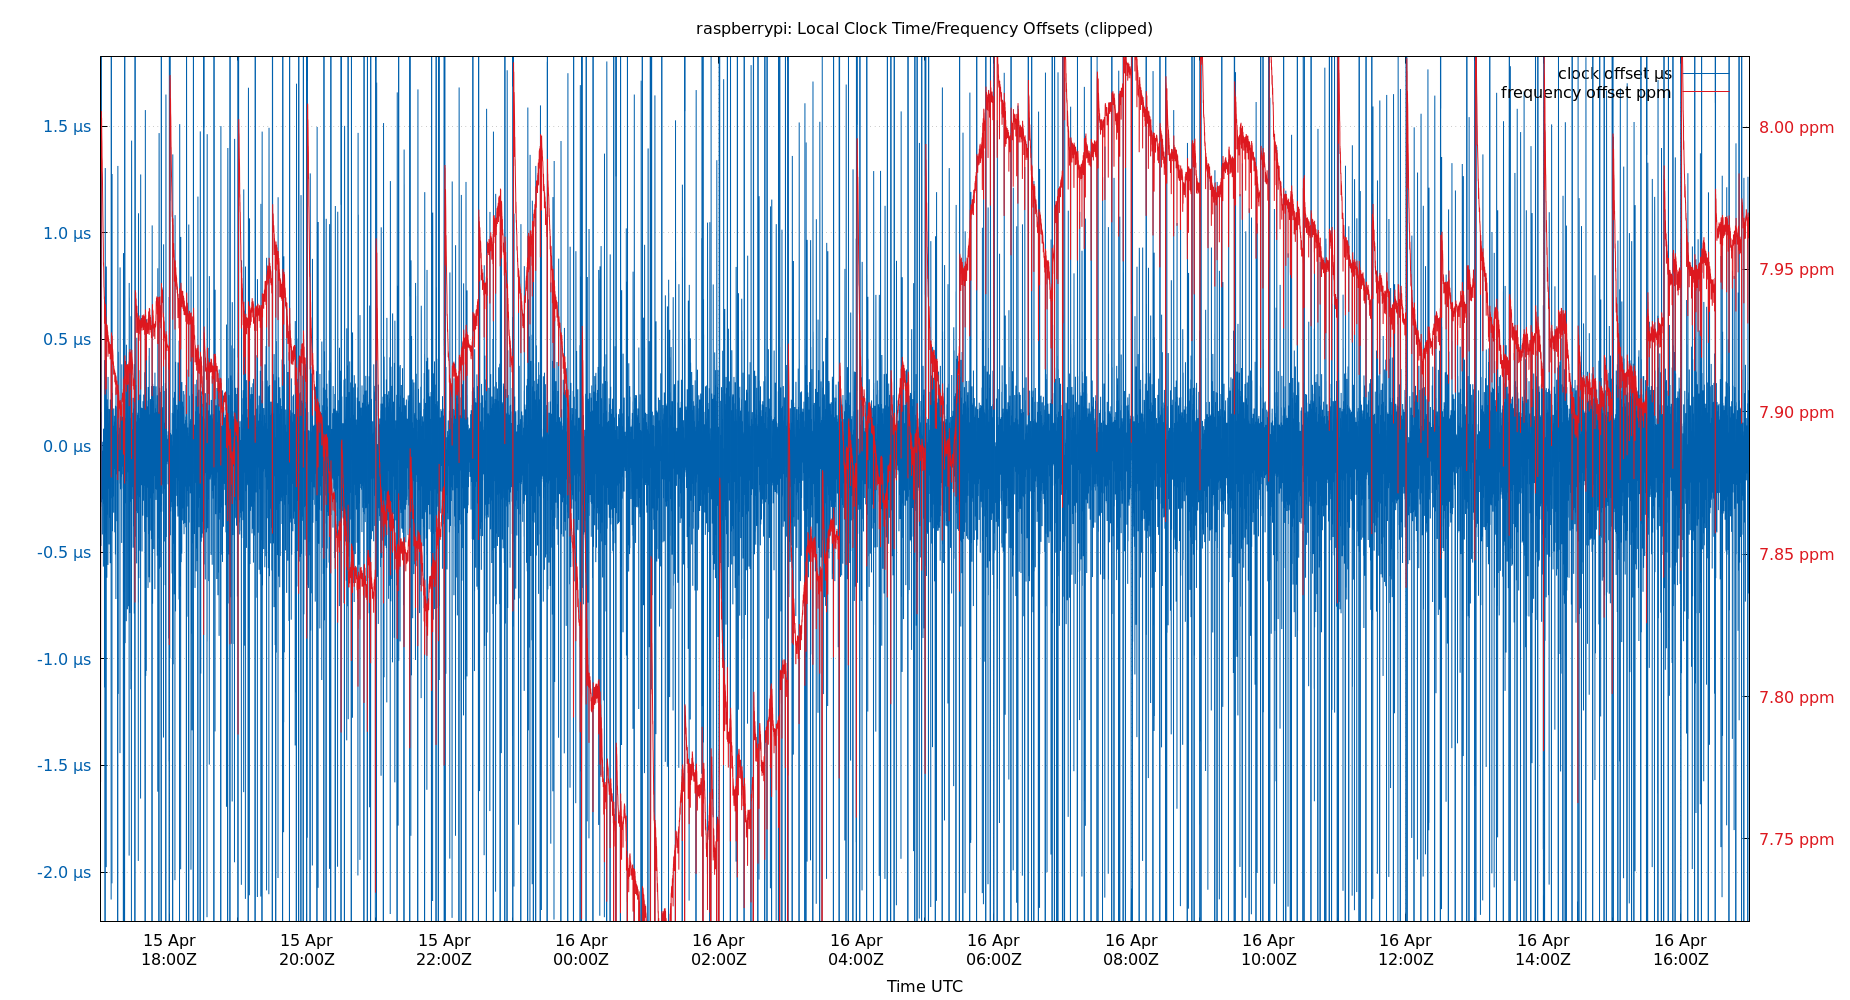 raspberrypi: Local Clock Time/Frequency Offsets (clipped)
clock offset µs
frequency offset ppm
1.5 µs
1.0 µs
0.5 µs
0.0 µs
-0.5 µs
-1.0 µs
-1.5 µs
-2.0 µs
8.00 ppm
7.95 ppm
7.90 ppm
7.85 ppm
7.80 ppm
7.75 ppm
15 Apr 15 Apr 15 Apr 16 Apr 16 Apr 16 Apr 16 Apr 16 Apr 16 Apr 16 Apr 16 Apr 16 Apr
18:00Z 20:00Z 22:00Z 00:00Z 02:00Z 04:00Z 06:00Z 08:00Z 10:00Z 12:00Z 14:00Z 16:00Z
Time UTC